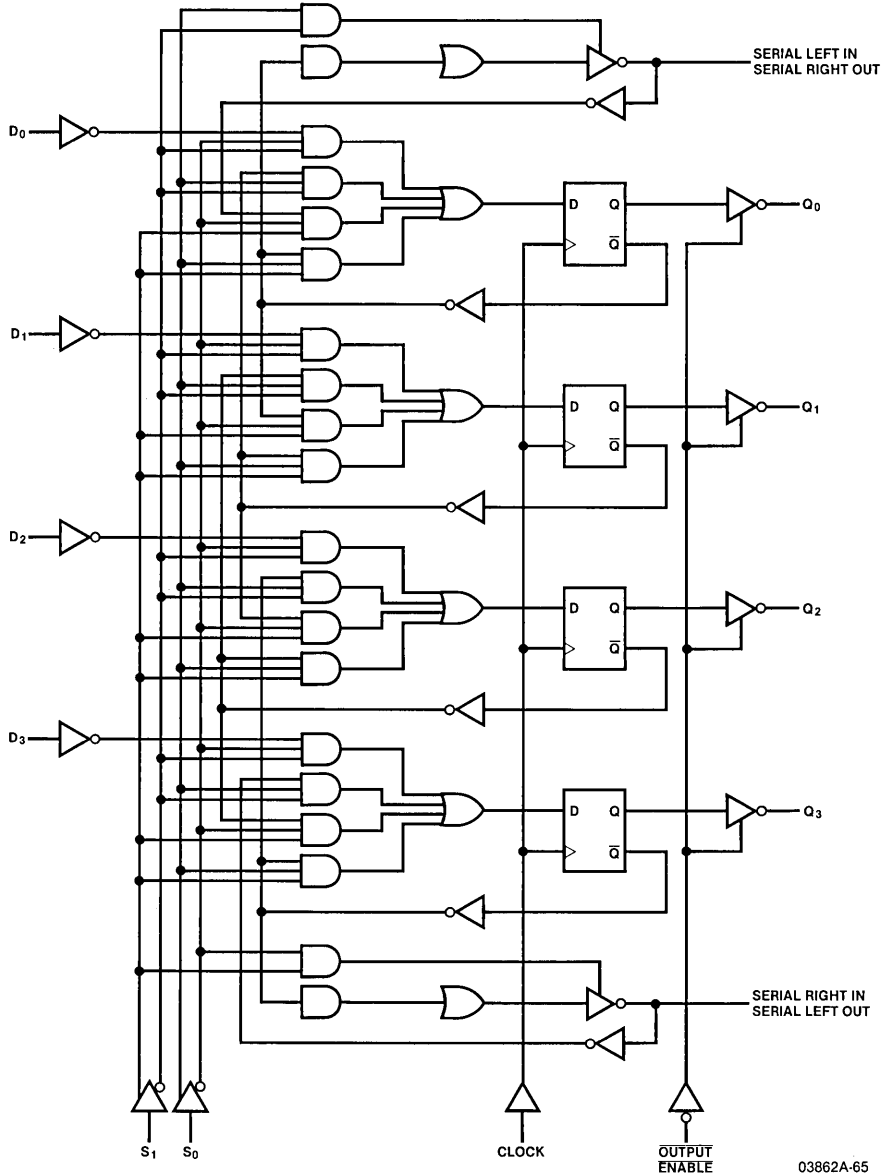 SERIAL LEFT IN
SERIAL RIGHT OUT
D0
D Q
Q̅
Q0
D1
D Q
Q̅
Q1
D2
D Q
Q̅
Q2
D3
D Q
Q̅
Q3
SERIAL RIGHT IN
SERIAL LEFT OUT
S1 S0 CLOCK OUTPUT
ENABLE
03862A-65